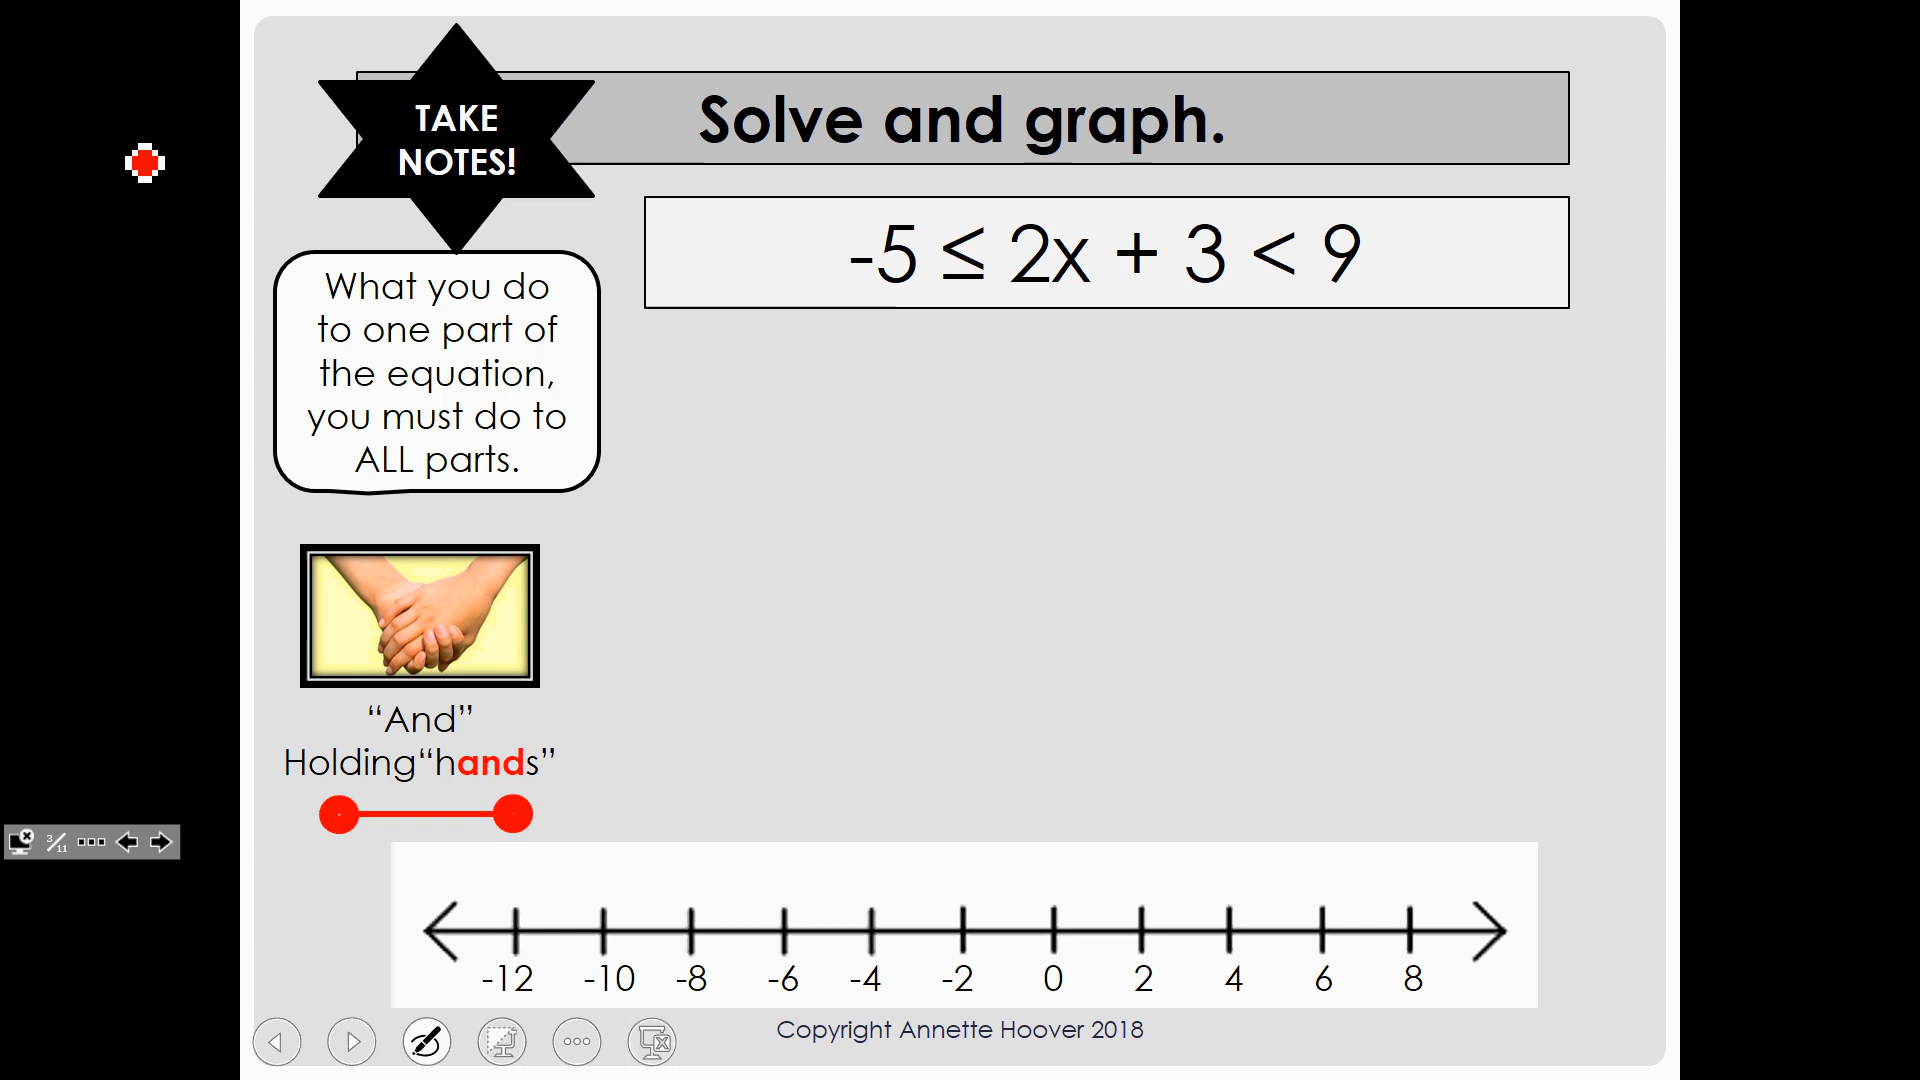 TAKE
NOTES!
Solve and graph.
-5 ≤ 2x + 3 < 9
What you do
to one part of
the equation,
you must do to
ALL parts.
“And”
Holding“hands”
3/11
-12 -10 -8 -6 -4 -2 0 2 4 6 8
Copyright Annette Hoover 2018